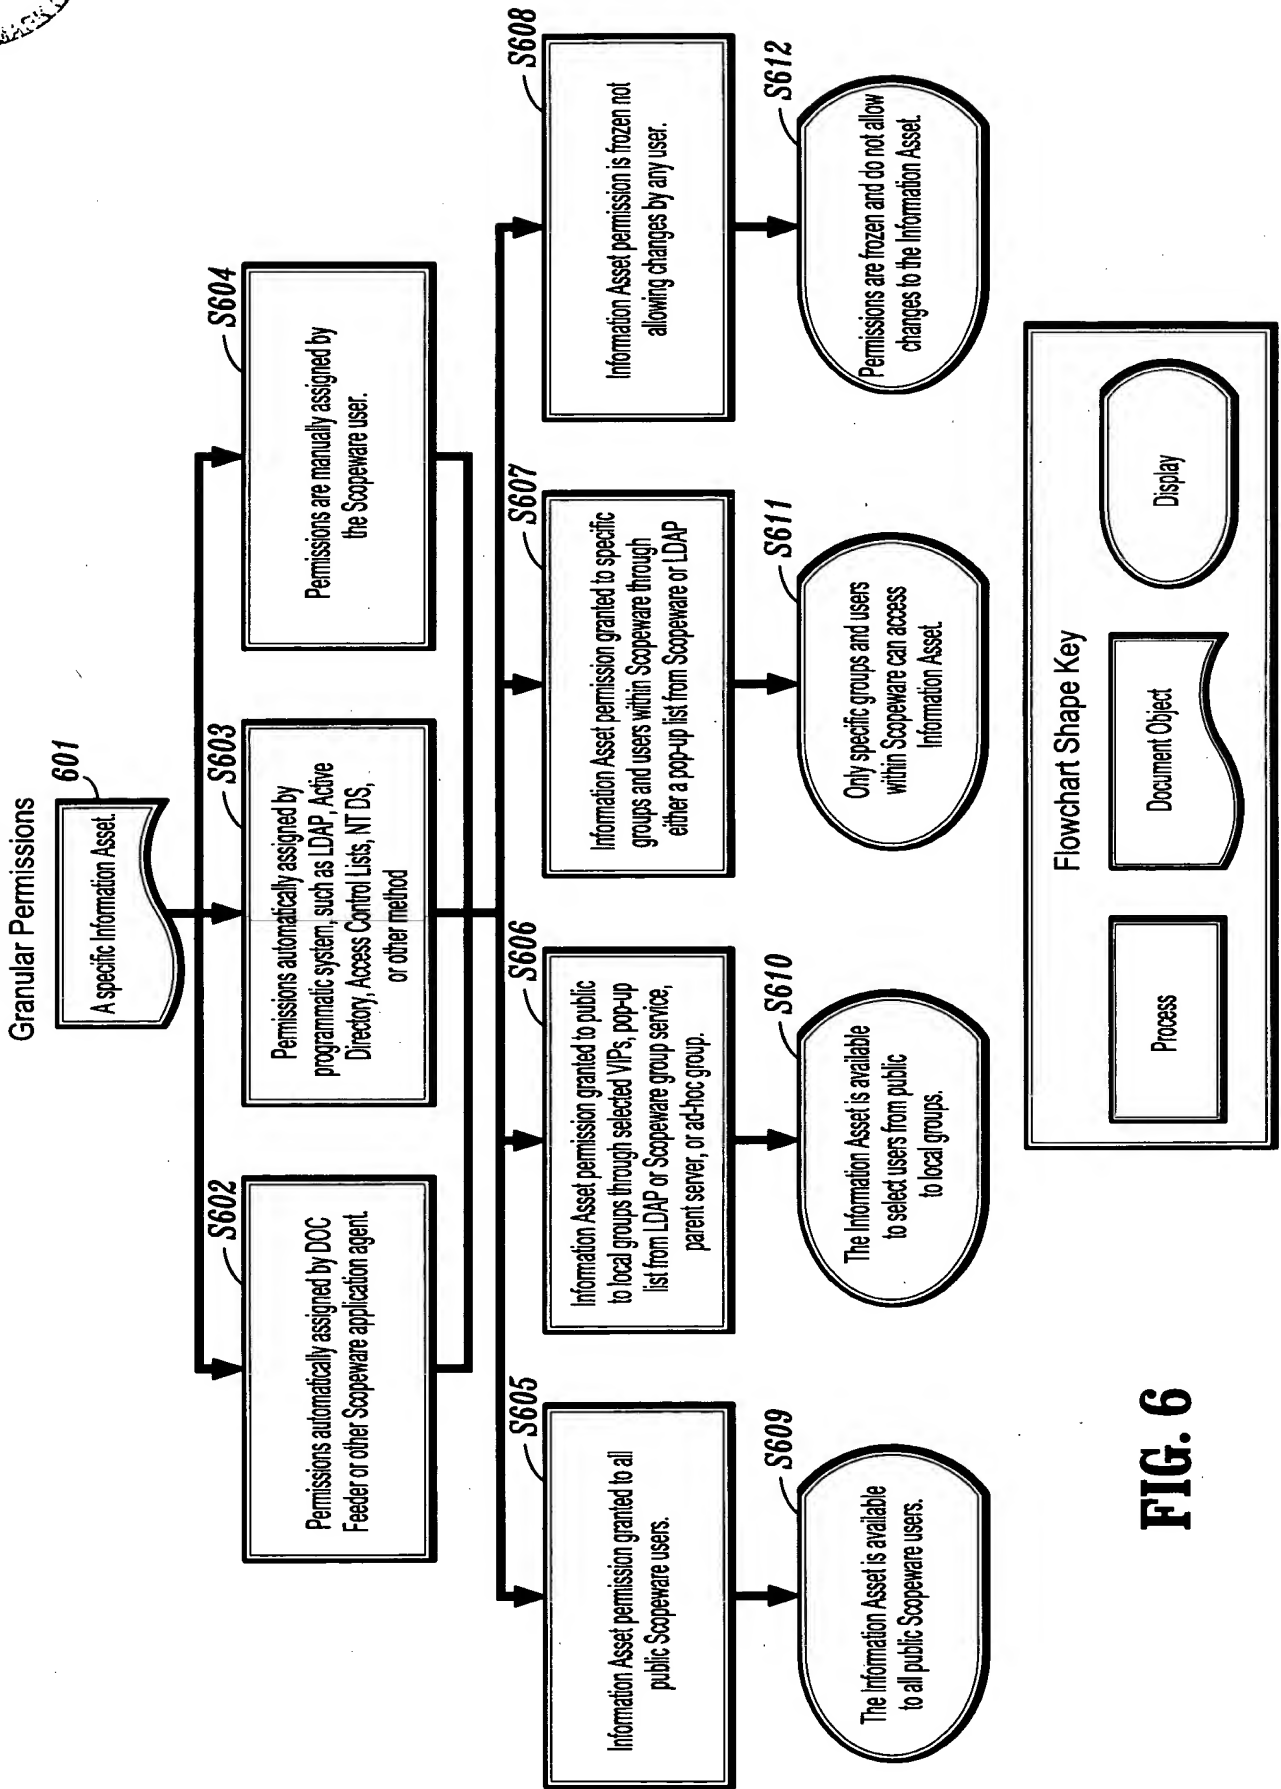 Granular Permissions
601
A specific Information Asset.
S602
Permissions automatically assigned by DOC
Feeder or other Scopeware application agent.
S603
Permissions automatically assigned by
programmatic system, such as LDAP, Active
Directory, Access Control Lists, NT DS,
or other method
S604
Permissions are manually assigned by
the Scopeware user.
S605
Information Asset permission granted to all
public Scopeware users.
S606
Information Asset permission granted to public
to local groups through selected VIPs, pop-up
list from LDAP or Scopeware group service,
parent server, or ad-hoc group.
S607
Information Asset permission granted to specific
groups and users within Scopeware through
either a pop-up list from Scopeware or LDAP
S608
Information Asset permission is frozen not
allowing changes by any user.
S609
The Information Asset is available
to all public Scopeware users.
S610
The Information Asset is available
to select users from public
to local groups.
S611
Only specific groups and users
within Scopeware can access
Information Asset.
S612
Permissions are frozen and do not allow
changes to the Information Asset.
Flowchart Shape Key
Process
Document Object
Display
FIG. 6